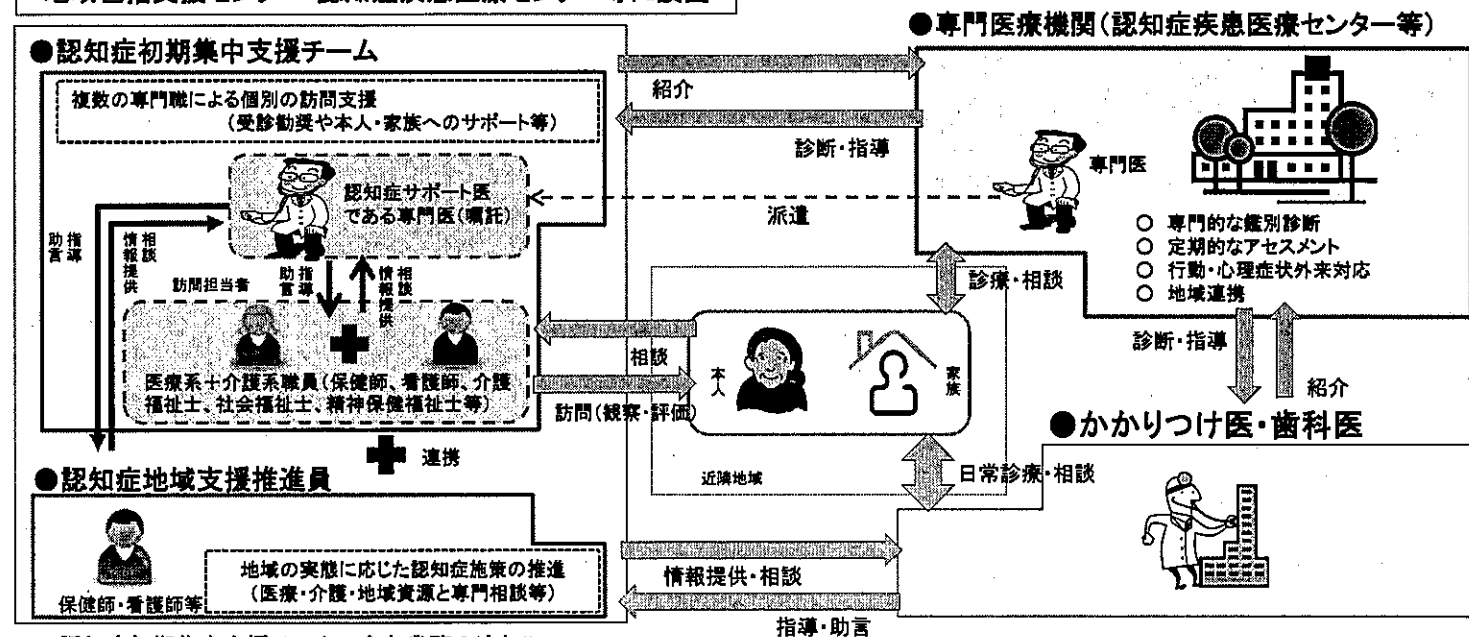 ●認知症初期集中支援チーム
複数の専門職による個別の訪問支援
(受診勧奨や本人・家族へのサポート等)
認知症サポート医
である専門医(嘱託)
指導
助言
相談
情報提供
訪問担当者
指導
助言
相談
情報提供
医療系+介護系職員(保健師、看護師、介護
福祉士、社会福祉士、精神保健福祉士等)
連携
●認知症地域支援推進員
保健師・看護師等
地域の実態に応じた認知症施策の推進
(医療・介護・地域資源と専門相談等)
紹介
診断・指導
派遣
相談
訪問(観察・評価)
本人
家族
近隣地域
診療・相談
日常診療・相談
情報提供・相談
指導・助言
●専門医療機関(認知症疾患医療センター等)
専門医
○ 専門的な鑑別診断
○ 定期的なアセスメント
○ 行動・心理症状外来対応
○ 地域連携
診断・指導
紹介
●かかりつけ医・歯科医